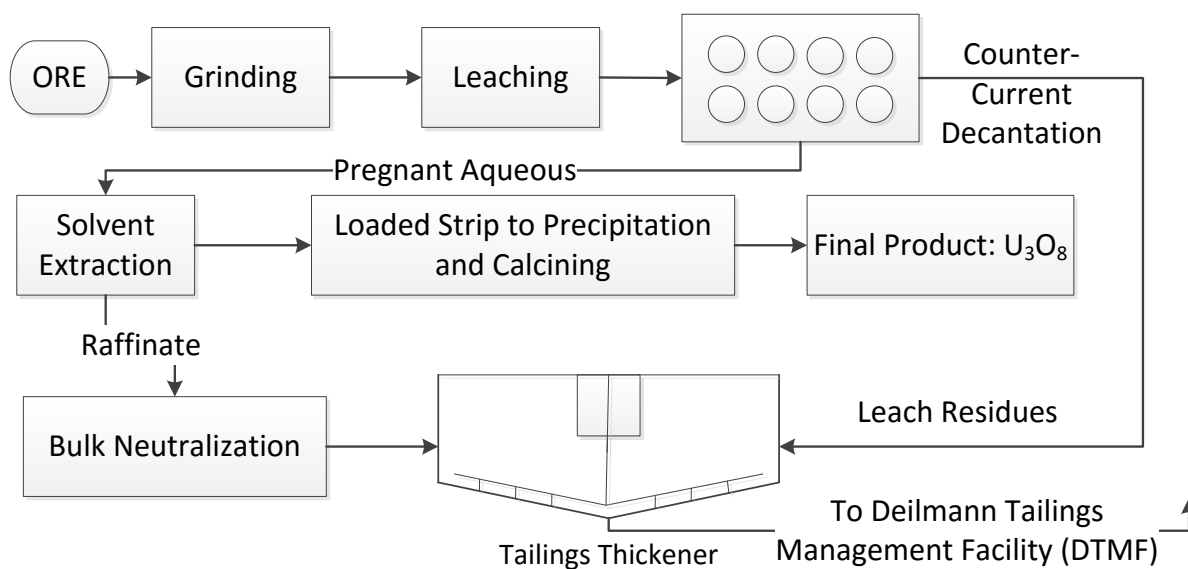 ORE
Grinding
Leaching
Counter-
Current
Decantation
Pregnant Aqueous
Solvent
Extraction
Loaded Strip to Precipitation
and Calcining
Final Product: U₃O₈
Raffinate
Bulk Neutralization
Leach Residues
Tailings Thickener
To Deilmann Tailings
Management Facility (DTMF)